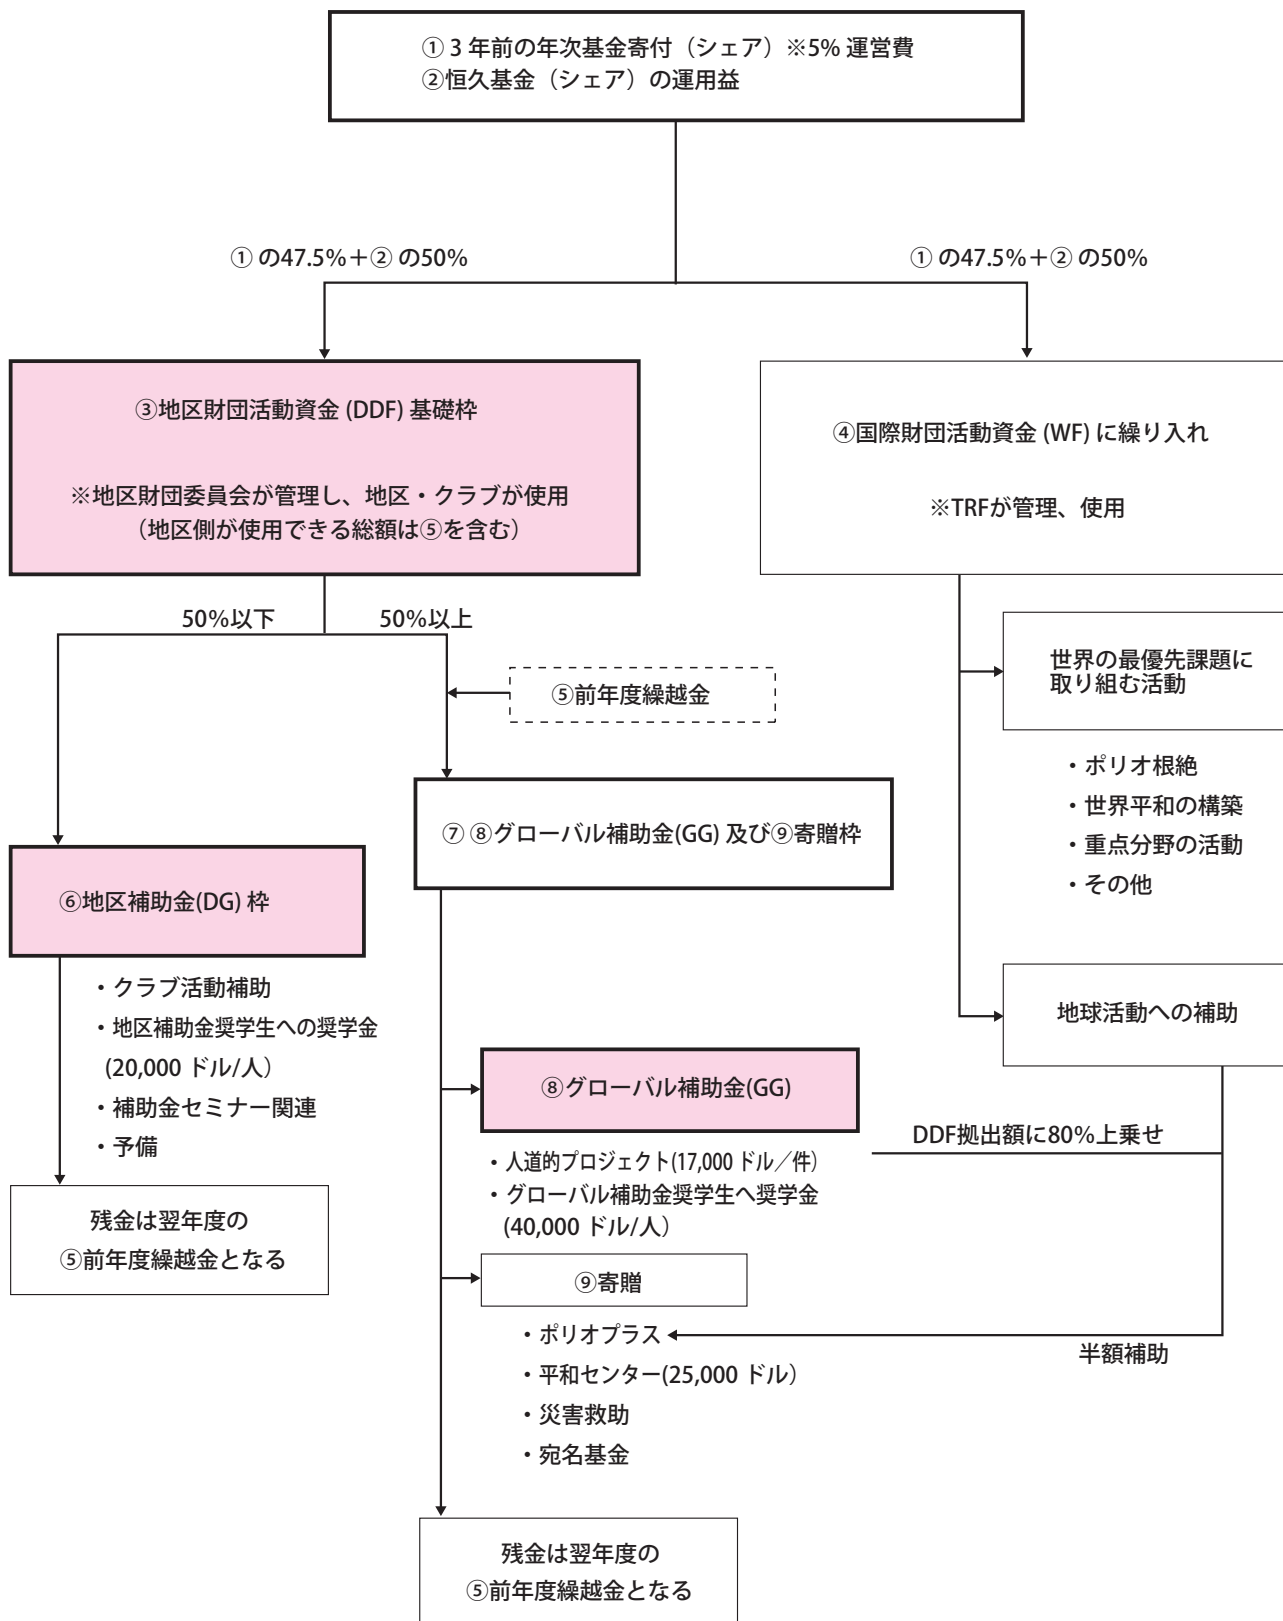 ① 3 年前の年次基金寄付（シェア）※5% 運営費
②恒久基金（シェア）の運用益
① の47.5%＋② の50%
① の47.5%＋② の50%
③地区財団活動資金 (DDF) 基礎枠
※地区財団委員会が管理し、地区・クラブが使用
（地区側が使用できる総額は⑤を含む）
④国際財団活動資金 (WF) に繰り入れ
※TRFが管理、使用
50%以下
50%以上
⑤前年度繰越金
世界の最優先課題に
取り組む活動
・ポリオ根絶
・世界平和の構築
・重点分野の活動
・その他
⑦ ⑧グローバル補助金(GG) 及び⑨寄贈枠
⑥地区補助金(DG) 枠
・クラブ活動補助
・地区補助金奨学生への奨学金
(20,000 ドル/人）
・補助金セミナー関連
・予備
地球活動への補助
⑧グローバル補助金(GG)
DDF拠出額に80%上乗せ
・人道的プロジェクト(17,000 ドル／件)
・グローバル補助金奨学生へ奨学金
(40,000 ドル/人）
残金は翌年度の
⑤前年度繰越金となる
⑨寄贈
・ポリオプラス
半額補助
・平和センター(25,000 ドル）
・災害救助
・宛名基金
残金は翌年度の
⑤前年度繰越金となる